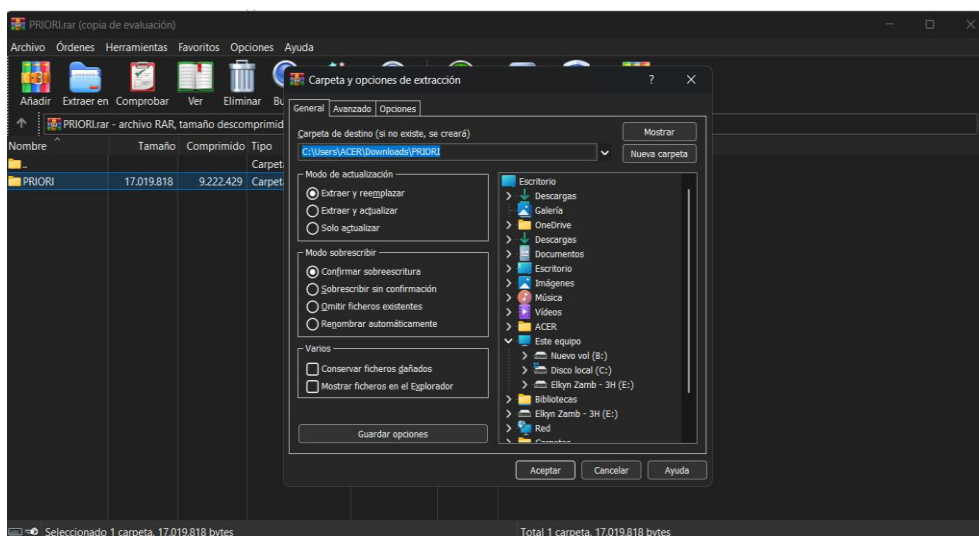 PRIORI.rar (copia de evaluación)
Archivo Órdenes Herramientas Favoritos Opciones Ayuda
Añadir Extraer en Comprobar Ver Eliminar
PRIORI.rar - archivo RAR, tamaño descomprimid
Nombre Tamaño Comprimido Tipo
..
Carpet
PRIORI 17.019.818 9.222.429 Carpet
Carpeta y opciones de extracción
General Avanzado Opciones
Carpeta de destino (si no existe, se creará)
Mostrar
C:\Users\ACER\Downloads\PRIORI
Nueva carpeta
Modo de actualización
Extraer y reemplazar
Extraer y actualizar
Solo actualizar
Modo sobrescribir
Confirmar sobreescritura
Sobrescribir sin confirmación
Omitir ficheros existentes
Renombrar automáticamente
Varios
Conservar ficheros dañados
Mostrar ficheros en el Explorador
Guardar opciones
Escritorio
Descargas
Galería
OneDrive
Descargas
Documentos
Escritorio
Imágenes
Música
Vídeos
ACER
Este equipo
Nuevo vol (B:)
Disco local (C:)
Elkyn Zamb - 3H (E:)
Bibliotecas
Elkyn Zamb - 3H (E:)
Red
Aceptar Cancelar Ayuda
Seleccionado 1 carpeta, 17.019.818 bytes
Total 1 carpeta, 17.019.818 bytes